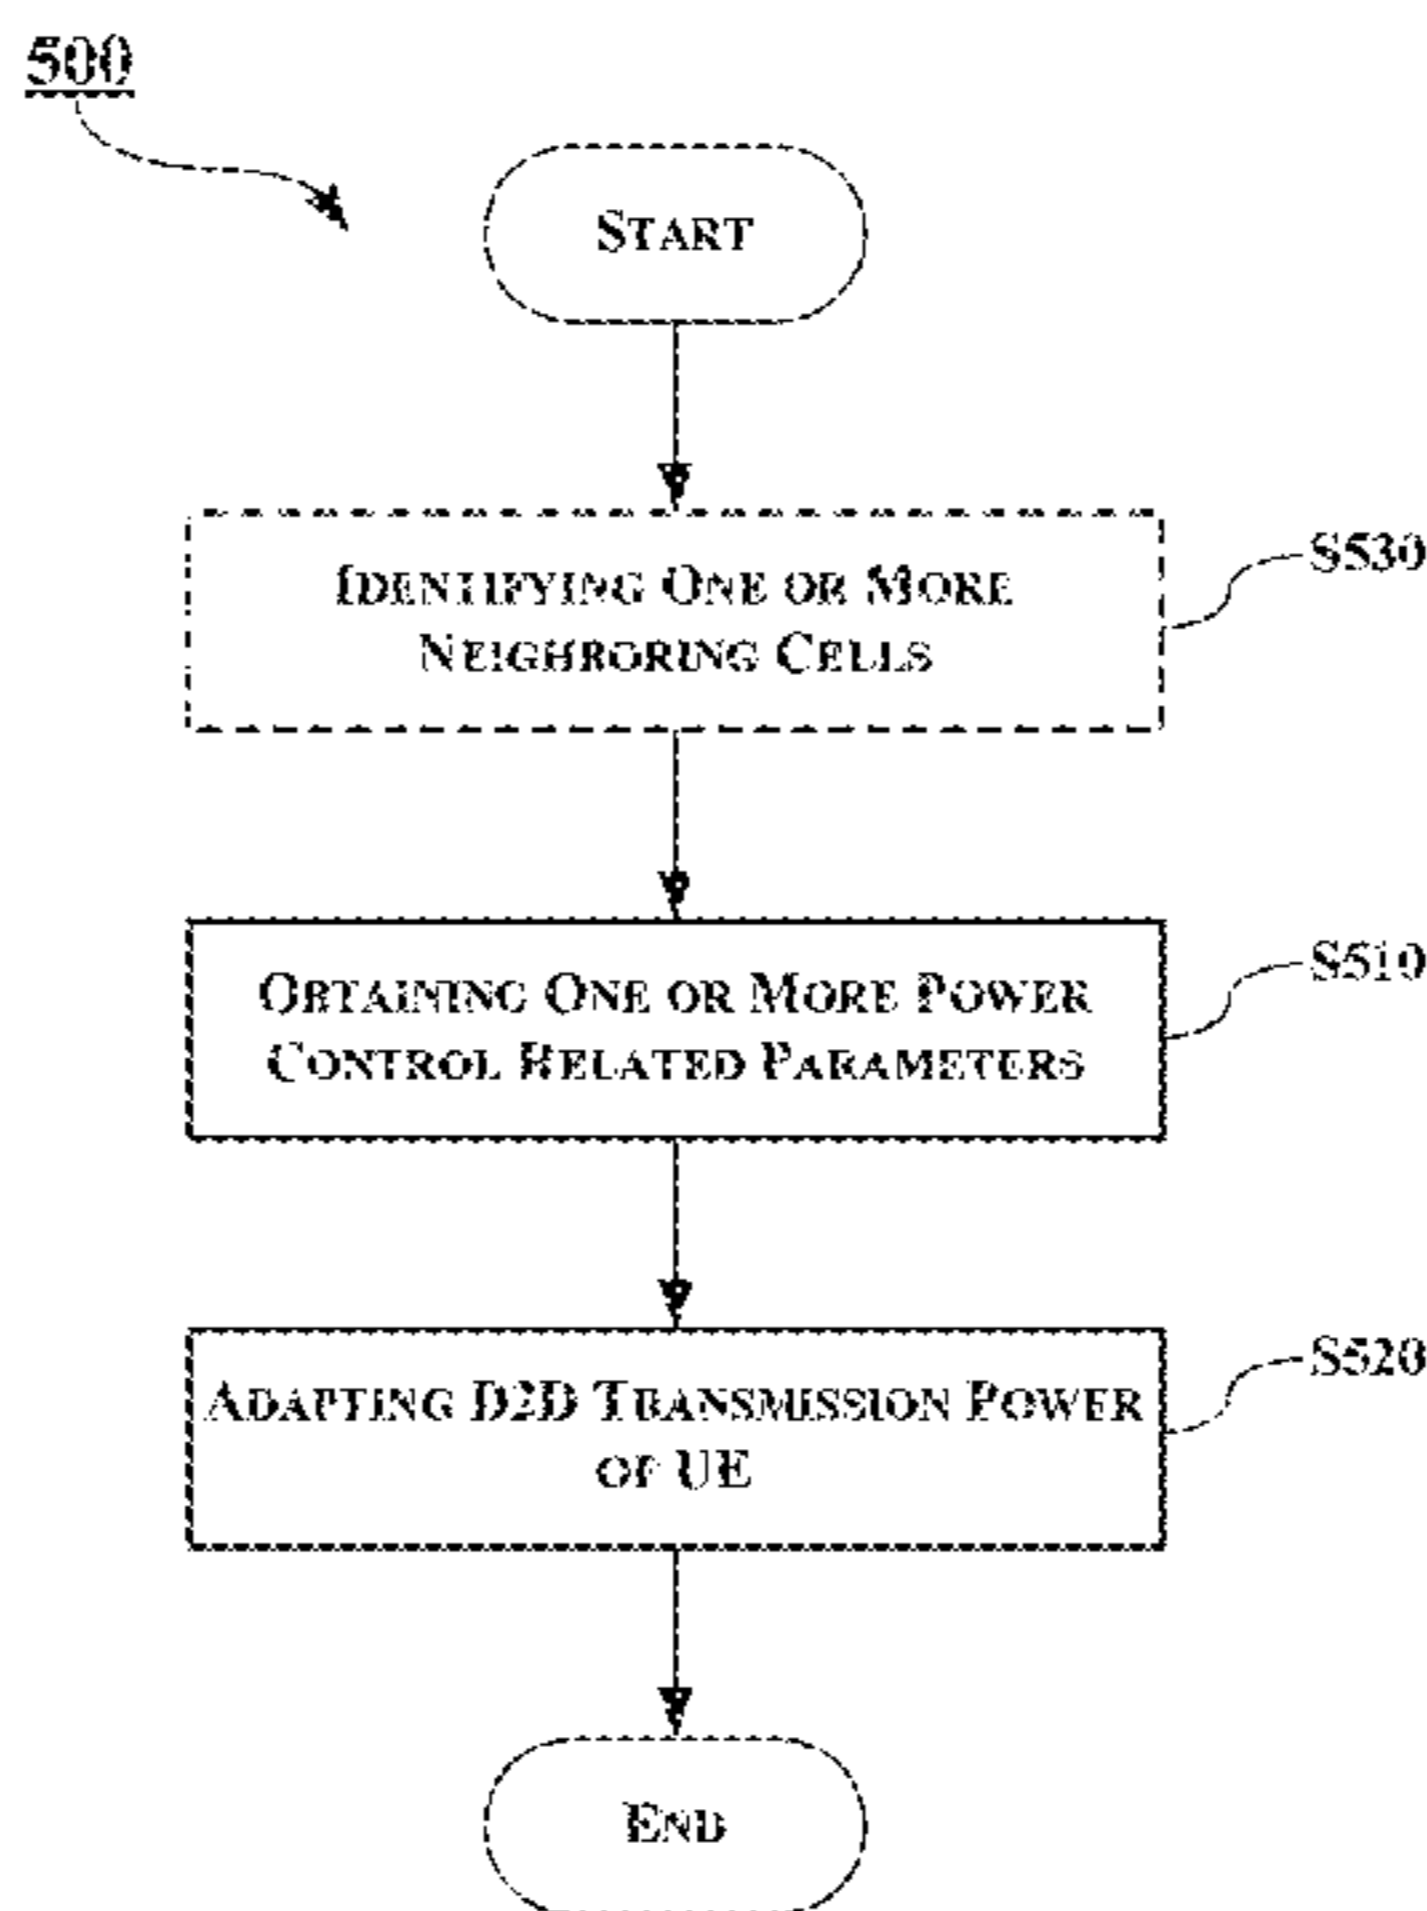 500
START
IDENTIFYING ONE OR MORE
NEIGHBORING CELLS
S530
OBTAINING ONE OR MORE POWER
CONTROL RELATED PARAMETERS
S510
ADAPTING D2D TRANSMISSION POWER
OF UE
S520
END